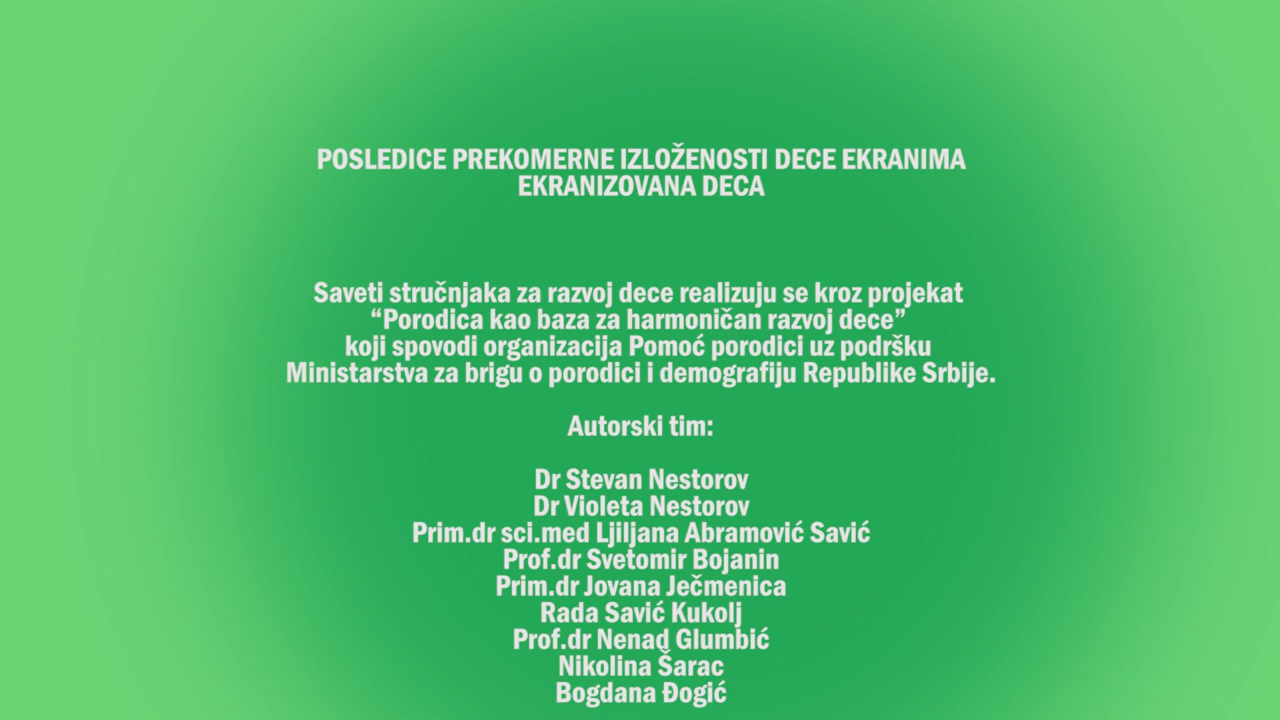 POSLEDICE PREKOMERNE IZLOŽENOSTI DECE EKRANIMA
EKRANIZOVANA DECA
Saveti stručnjaka za razvoj dece realizuju se kroz projekat
“Porodica kao baza za harmoničan razvoj dece”
koji spovodi organizacija Pomoć porodici uz podršku
Ministarstva za brigu o porodici i demografiju Republike Srbije.
Autorski tim:
Dr Stevan Nestorov
Dr Violeta Nestorov
Prim.dr sci.med Ljiljana Abramović Savić
Prof.dr Svetomir Bojanin
Prim.dr Jovana Ječmenica
Rada Savić Kukolj
Prof.dr Nenad Glumbić
Nikolina Šarac
Bogdana Đogić